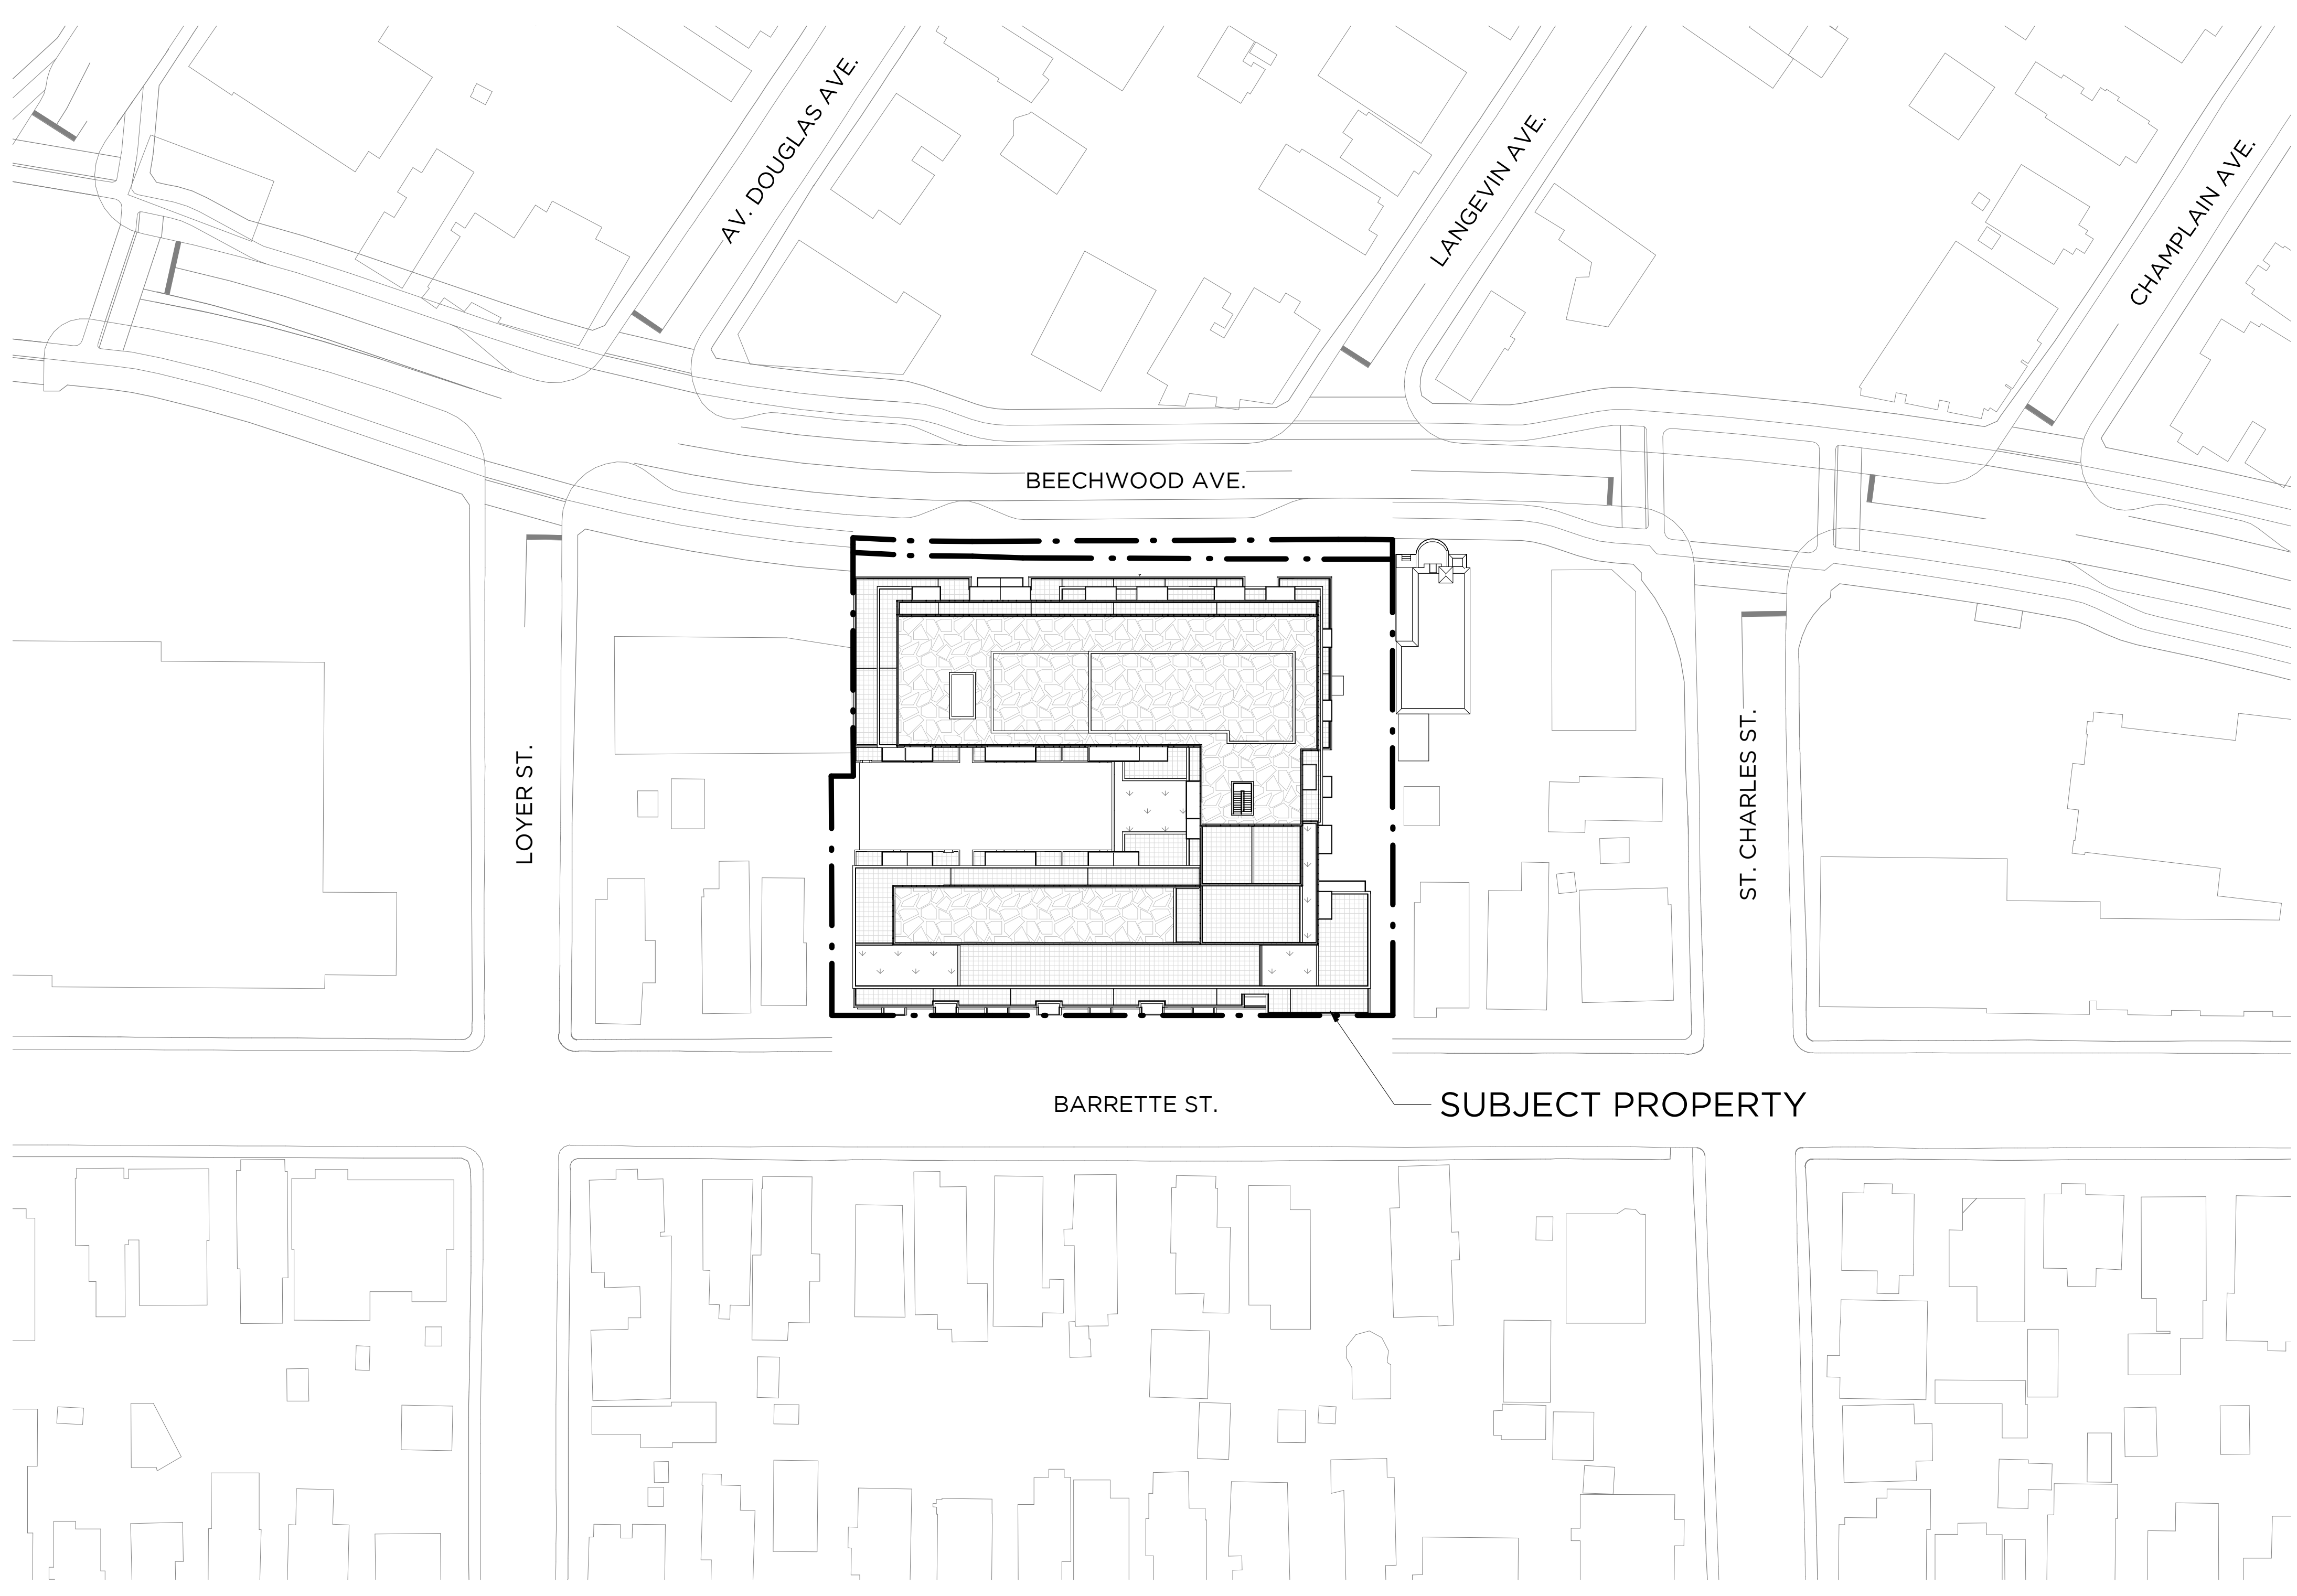 AV. DOUGLAS AVE.
LANGEVIN AVE.
CHAMPLAIN AVE.
BEECHWOOD AVE.
LOYER ST.
ST. CHARLES ST.
BARRETTE ST.
SUBJECT PROPERTY